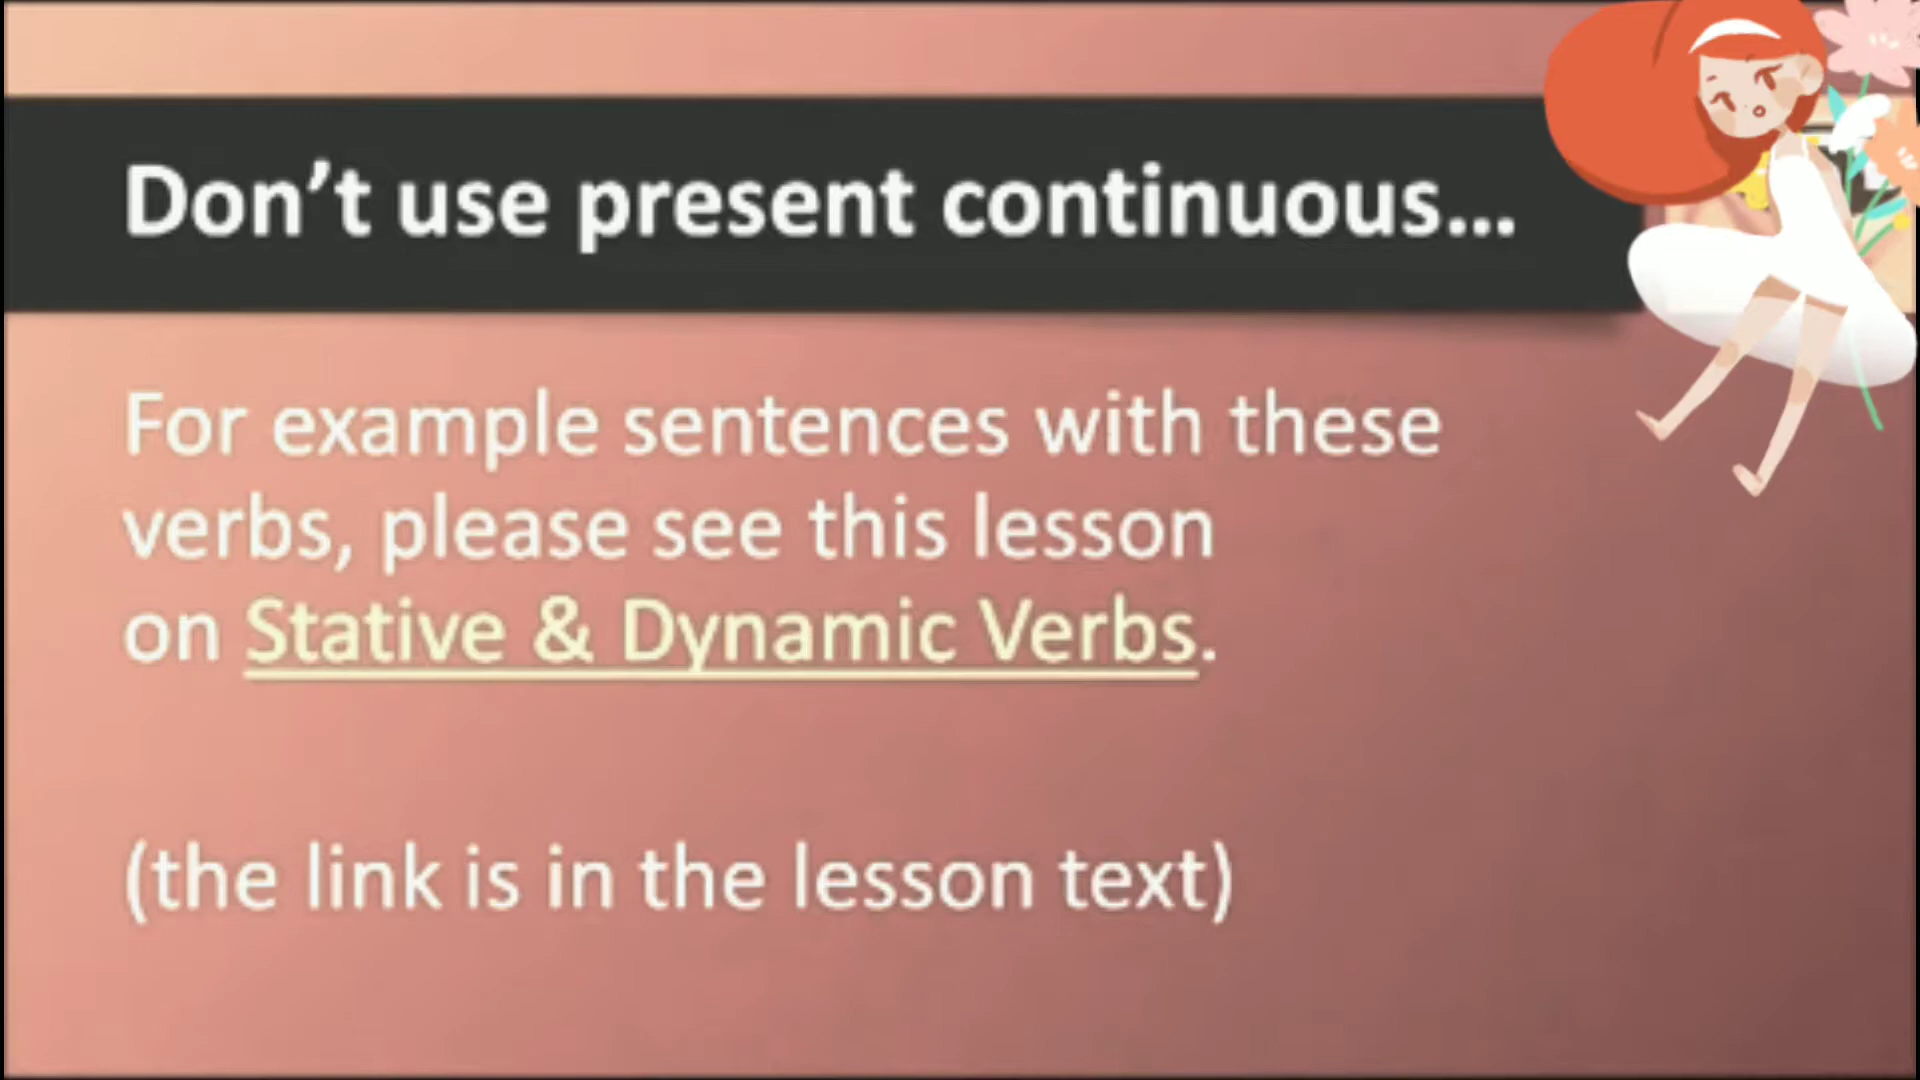 Don’t use present continuous...
For example sentences with these
verbs, please see this lesson
on Stative & Dynamic Verbs.
(the link is in the lesson text)